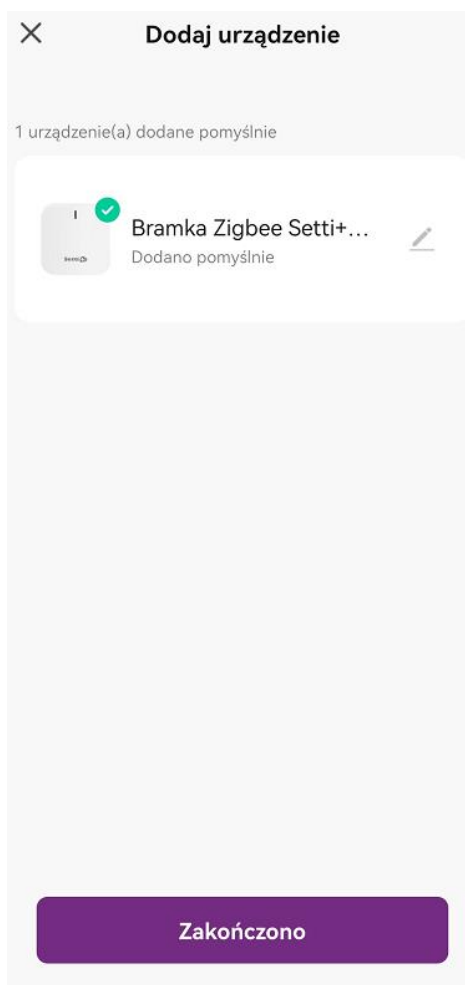 Dodaj urządzenie
1 urządzenie(a) dodane pomyślnie
Bramka Zigbee Setti+...
Dodano pomyślnie
Zakończono